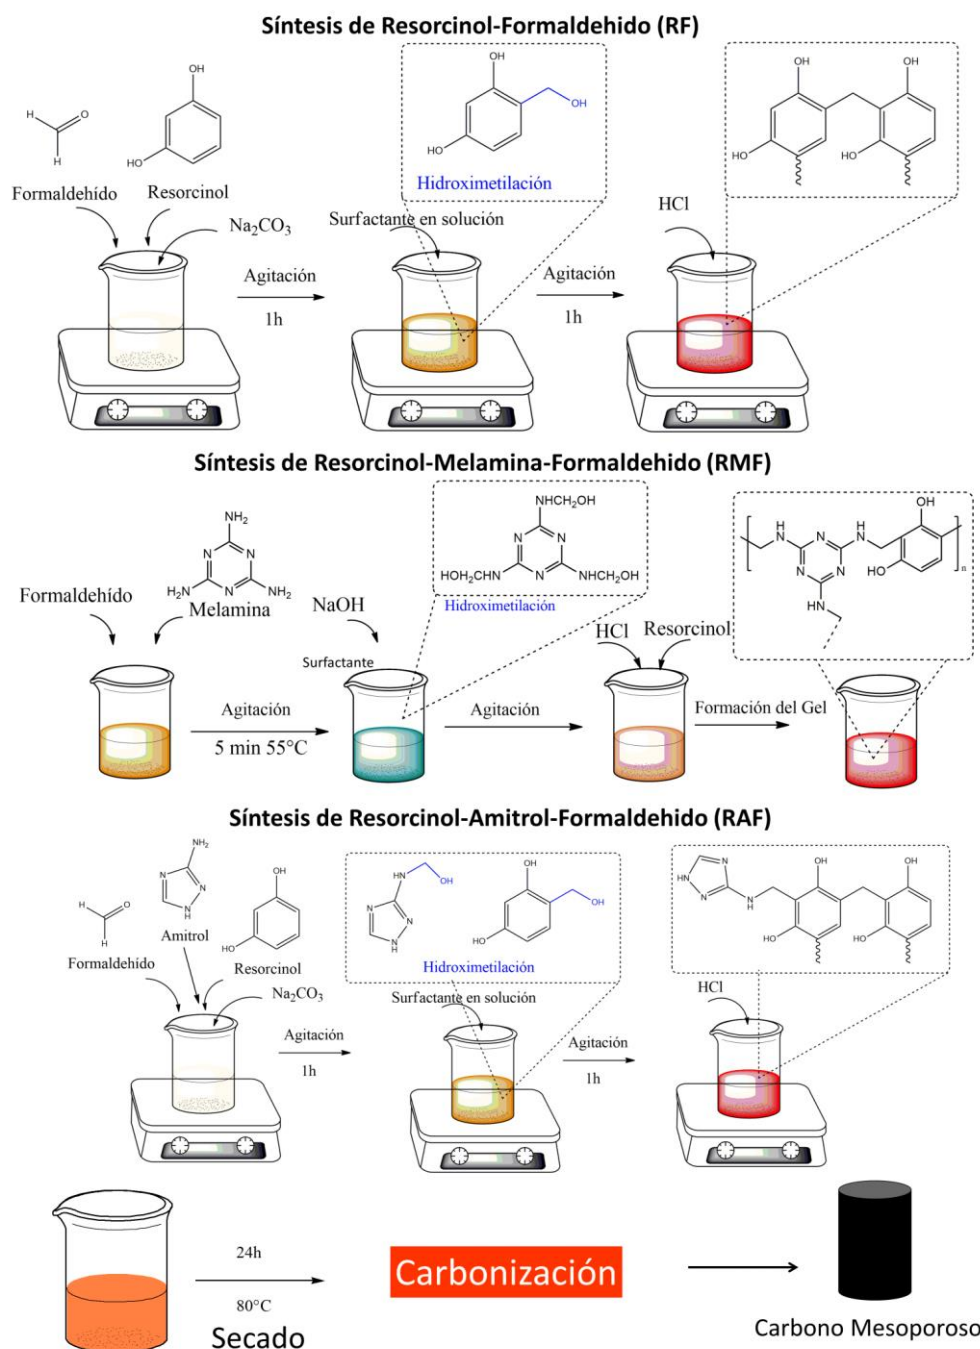 Síntesis de Resorcinol-Formaldehido (RF)
H
O
H
OH
HO
Formaldehído
Resorcinol
Na2CO3
Agitación
1h
OH
OH
HO
Hidroximetilación
Surfactante en solución
Agitación
1h
HCl
OH
OH
HO
HO
Síntesis de Resorcinol-Melamina-Formaldehido (RMF)
NH2
N
N
N
H2N
NH2
Formaldehído
Melamina
Agitación
5 min 55°C
NaOH
Surfactante
NHCH2OH
N
N
N
HOH2CHN
NHCH2OH
Hidroximetilación
Agitación
HCl
Resorcinol
Formación del Gel
H
N
N
N
H
N
N
HN
OH
HO
n
Síntesis de Resorcinol-Amitrol-Formaldehido (RAF)
NH2
N
N
N
H
H
O
H
OH
HO
Amitrol
Formaldehído
Resorcinol
Na2CO3
Agitación
1h
HN
OH
N
N
NH
OH
OH
HO
Hidroximetilación
Surfactante en solución
Agitación
1h
HCl
N
HN
N
N
H
OH
HO
OH
HO
24h
80°C
Secado
Carbonización
Carbono Mesoporoso